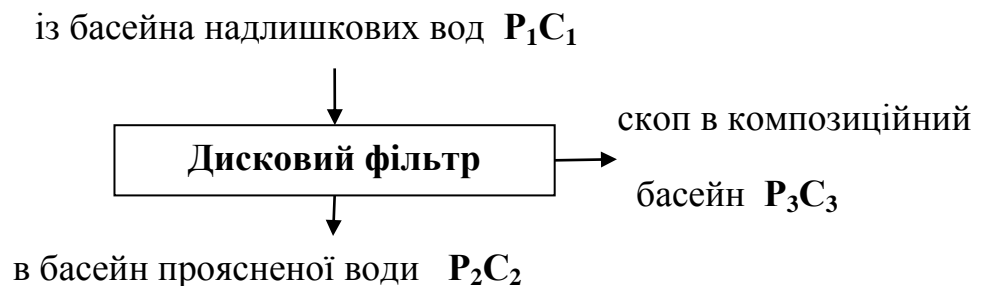 із басейна надлишкових вод P₁C₁
скоп в композиційний
Дисковий фільтр
басейн P₃C₃
в басейн проясненої води P₂C₂